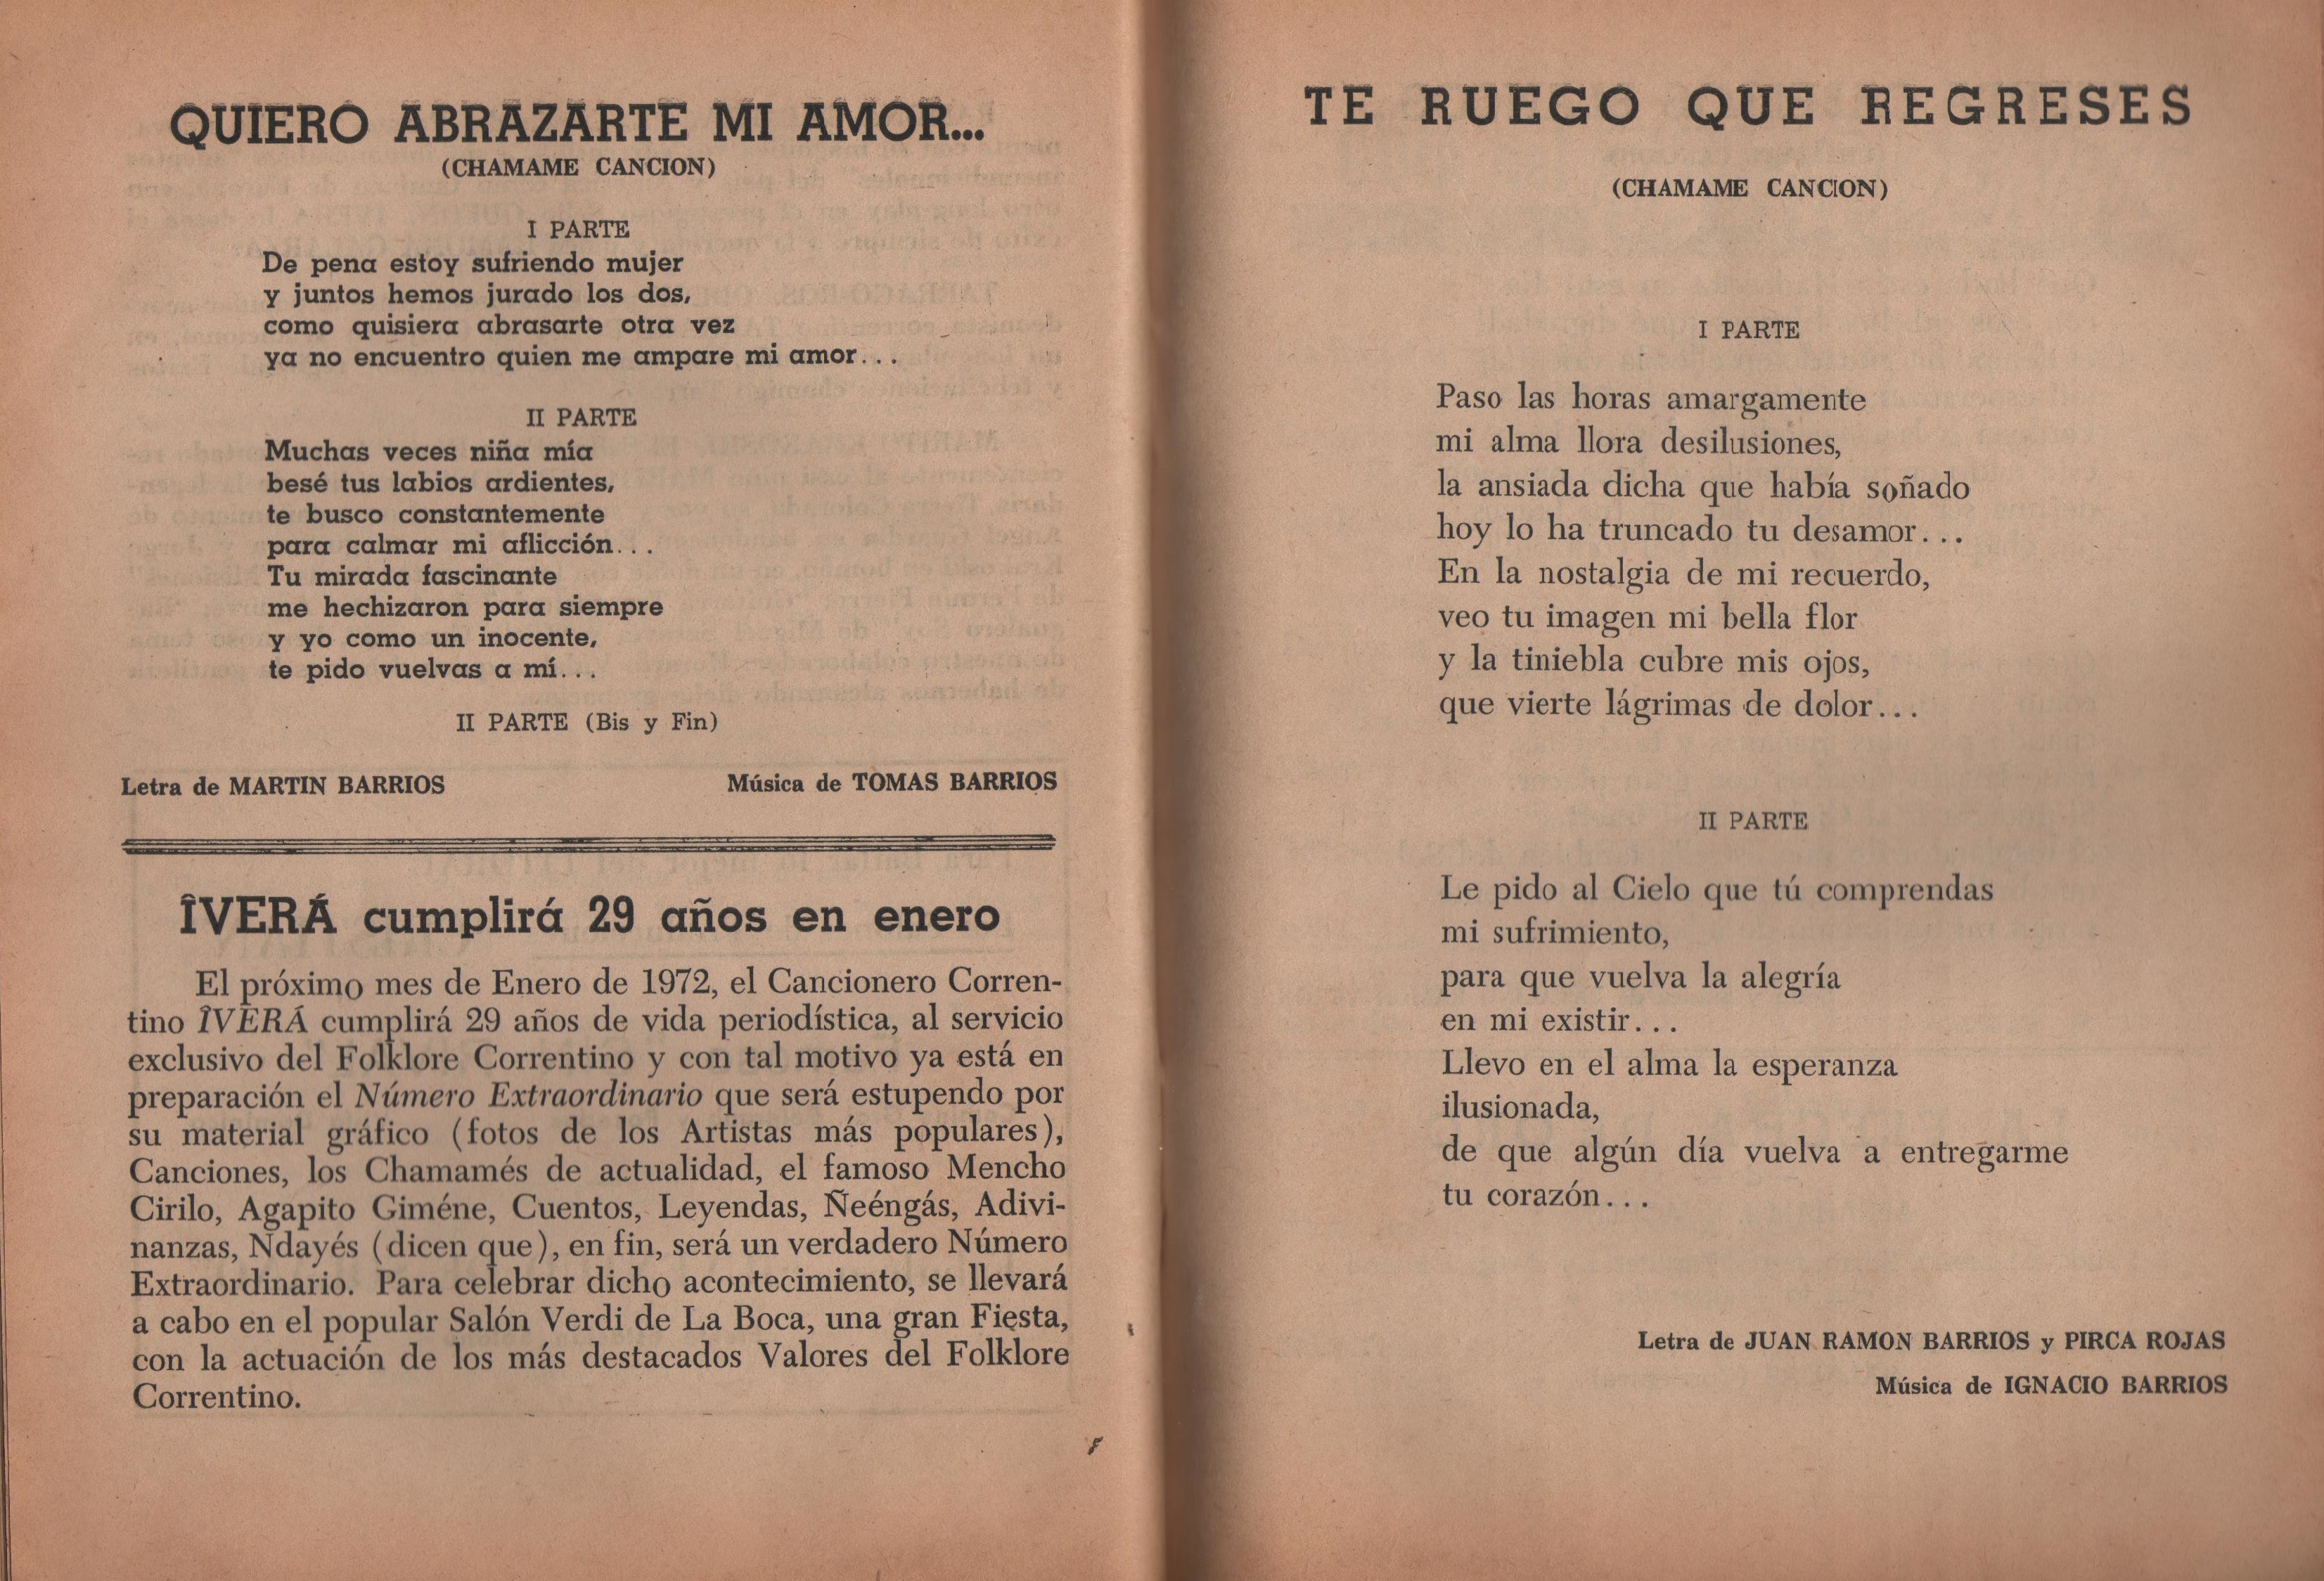 QUIERO ABRAZARTE MI AMOR...
(CHAMAME CANCION)
I PARTE
De pena estoy sufriendo mujer
y juntos hemos jurado los dos,
como quisiera abrasarte otra vez
ya no encuentro quien me ampare mi amor...
II PARTE
Muchas veces niña mía
besé tus labios ardientes,
te busco constantemente
para calmar mi aflicción...
Tu mirada fascinante
me hechizaron para siempre
y yo como un inocente,
te pido vuelvas a mí...
II PARTE (Bis y Fin)
Letra de MARTIN BARRIOS Música de TOMAS BARRIOS
ÎVERÁ cumplirá 29 años en enero
El próximo mes de Enero de 1972, el Cancionero Corren-
tino ÎVERÁ cumplirá 29 años de vida periodística, al servicio
exclusivo del Folklore Correntino y con tal motivo ya está en
preparación el Número Extraordinario que será estupendo por
su material gráfico (fotos de los Artistas más populares),
Canciones, los Chamamés de actualidad, el famoso Mencho
Cirilo, Agapito Giméne, Cuentos, Leyendas, Ñeéngás, Adivi-
nanzas, Ndayés (dicen que), en fin, será un verdadero Número
Extraordinario. Para celebrar dicho acontecimiento, se llevará
a cabo en el popular Salón Verdi de La Boca, una gran Fiesta,
con la actuación de los más destacados Valores del Folklore
Correntino.
TE RUEGO QUE REGRESES
(CHAMAME CANCION)
I PARTE
Paso las horas amargamente
mi alma llora desilusiones,
la ansiada dicha que había soñado
hoy lo ha truncado tu desamor...
En la nostalgia de mi recuerdo,
veo tu imagen mi bella flor
y la tiniebla cubre mis ojos,
que vierte lágrimas de dolor...
II PARTE
Le pido al Cielo que tú comprendas
mi sufrimiento,
para que vuelva la alegría
en mi existir...
Llevo en el alma la esperanza
ilusionada,
de que algún día vuelva a entregarme
tu corazón...
Letra de JUAN RAMON BARRIOS y PIRCA ROJAS
Música de IGNACIO BARRIOS